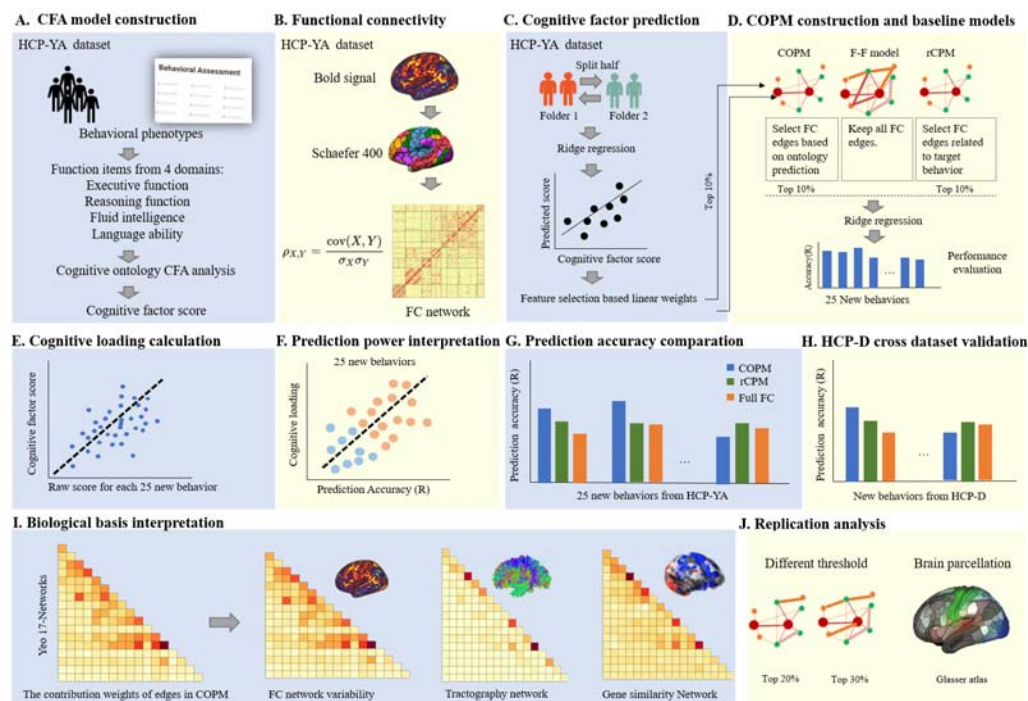 A. CFA model construction
HCP-YA dataset
Behavioral Assessment
Behavioral phenotypes
Function items from 4 domains:
Executive function
Reasoning function
Fluid intelligence
Language ability
Cognitive ontology CFA analysis
Cognitive factor score
B. Functional connectivity
HCP-YA dataset
Bold signal
Schaefer 400
ρX,Y = cov(X, Y) / σXσY
FC network
C. Cognitive factor prediction
HCP-YA dataset
Split half
Folder 1
Folder 2
Ridge regression
Predicted score
Cognitive factor score
Feature selection based linear weights
Top 10%
D. COPM construction and baseline models
COPM
F-F model
rCPM
Select FC
edges based
on ontology
prediction
Keep all FC
edges.
Select FC
edges related
to target
behavior
Top 10%
Top 10%
Ridge regression
Accuracy(R)
...
25 New behaviors
Performance
evaluation
E. Cognitive loading calculation
Cognitive factor score
Raw score for each 25 new behavior
F. Prediction power interpretation
25 new behaviors
Cognitive loading
Prediction Accuracy (R)
G. Prediction accuracy comparation
Prediction accuracy (R)
COPM
rCPM
Full FC
...
25 new behaviors from HCP-YA
H. HCP-D cross dataset validation
Prediction accuracy (R)
...
New behaviors from HCP-D
I. Biological basis interpretation
Yeo 17-Networks
The contribution weights of edges in COPM
FC network variability
Tractography network
Gene similarity Network
J. Replication analysis
Different threshold
Brain parcellation
Top 20%
Top 30%
Glasser atlas